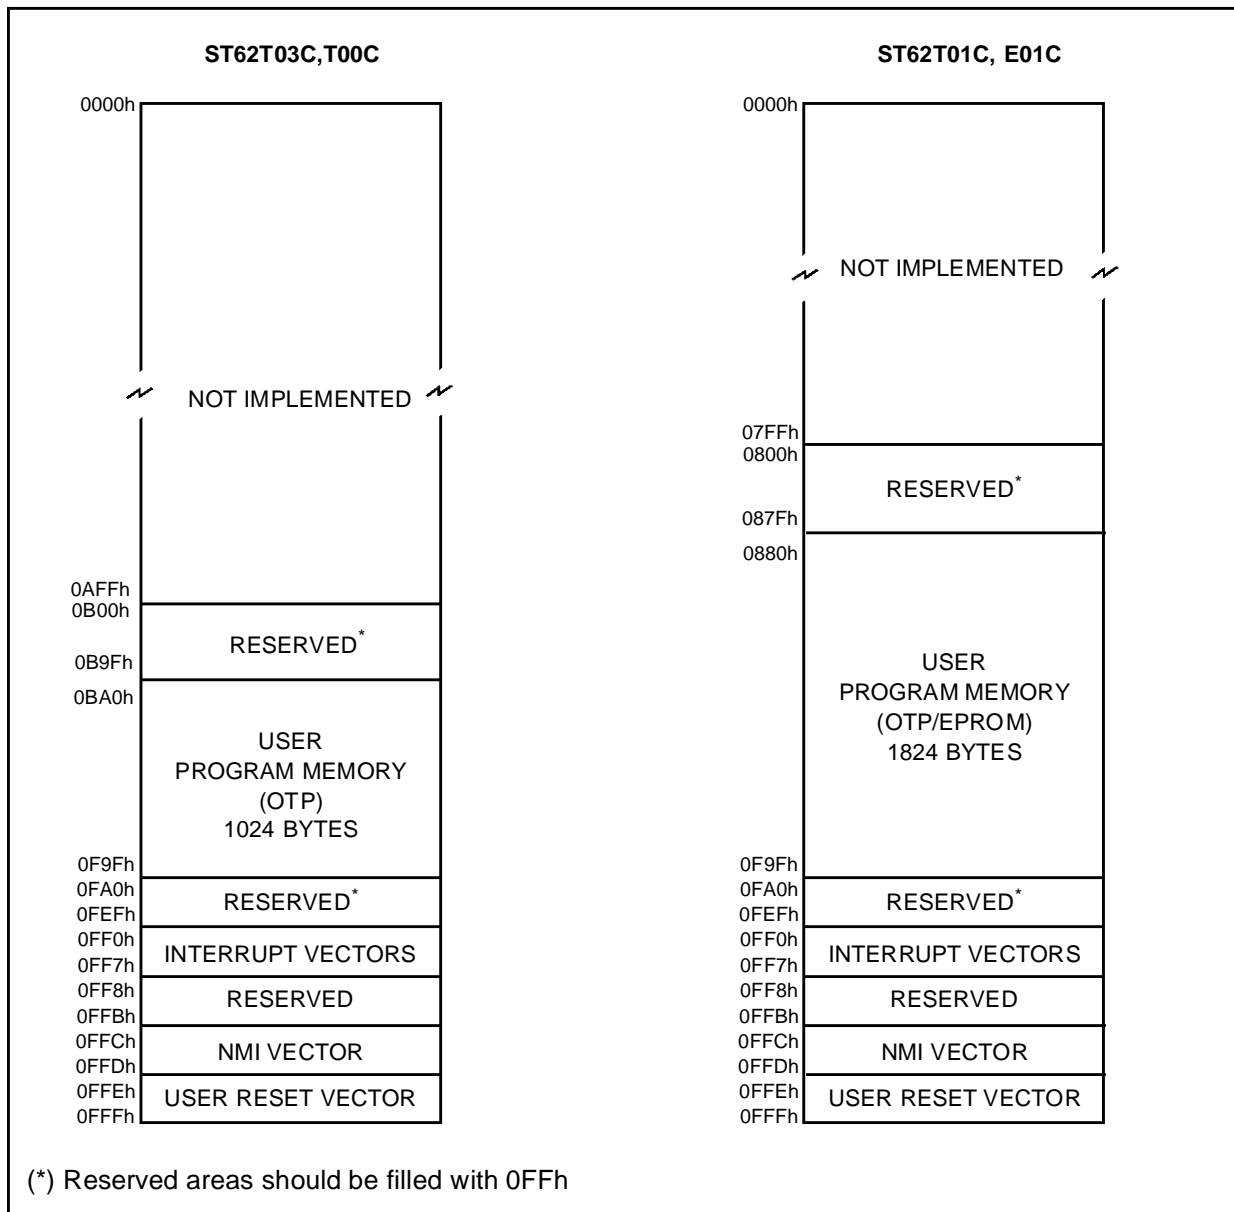 ST62T03C,T00C
0000h
NOT IMPLEMENTED
0AFFh
0B00h
RESERVED*
0B9Fh
0BA0h
USER
PROGRAM MEMORY
(OTP)
1024 BYTES
0F9Fh
0FA0h
RESERVED*
0FEFh
0FF0h
INTERRUPT VECTORS
0FF7h
0FF8h
RESERVED
0FFBh
0FFCh
NMI VECTOR
0FFDh
0FFEh
USER RESET VECTOR
0FFFh
ST62T01C, E01C
0000h
NOT IMPLEMENTED
07FFh
0800h
RESERVED*
087Fh
0880h
USER
PROGRAM MEMORY
(OTP/EPROM)
1824 BYTES
0F9Fh
0FA0h
RESERVED*
0FEFh
0FF0h
INTERRUPT VECTORS
0FF7h
0FF8h
RESERVED
0FFBh
0FFCh
NMI VECTOR
0FFDh
0FFEh
USER RESET VECTOR
0FFFh
(*) Reserved areas should be filled with 0FFh